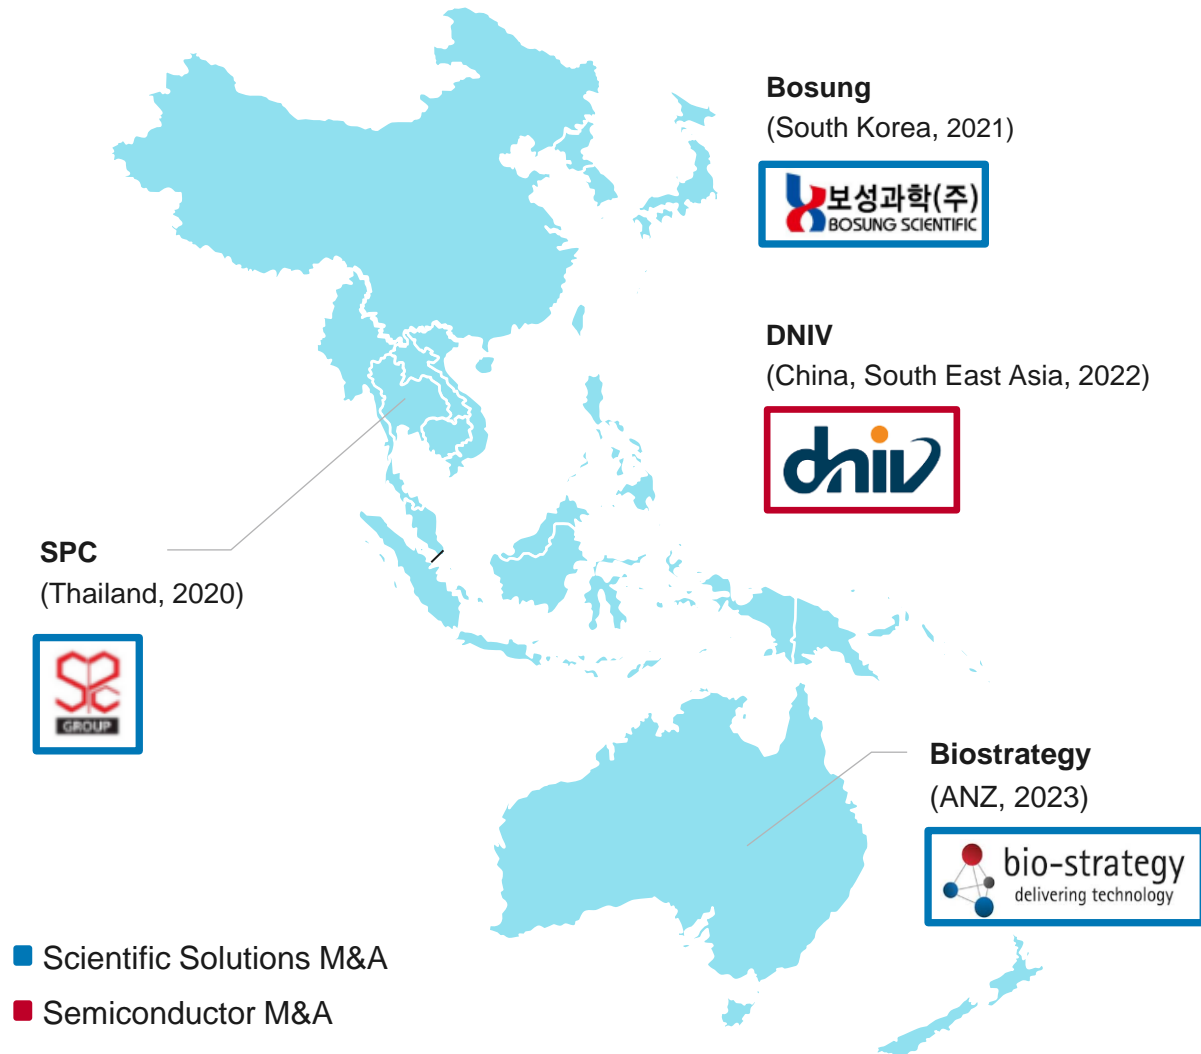 Bosung
(South Korea, 2021)
보성과학(주)
BOSUNG SCIENTIFIC
DNIV
(China, South East Asia, 2022)
dniv
SPC
(Thailand, 2020)
SPC
GROUP
Biostrategy
(ANZ, 2023)
bio-strategy
delivering technology
Scientific Solutions M&A
Semiconductor M&A